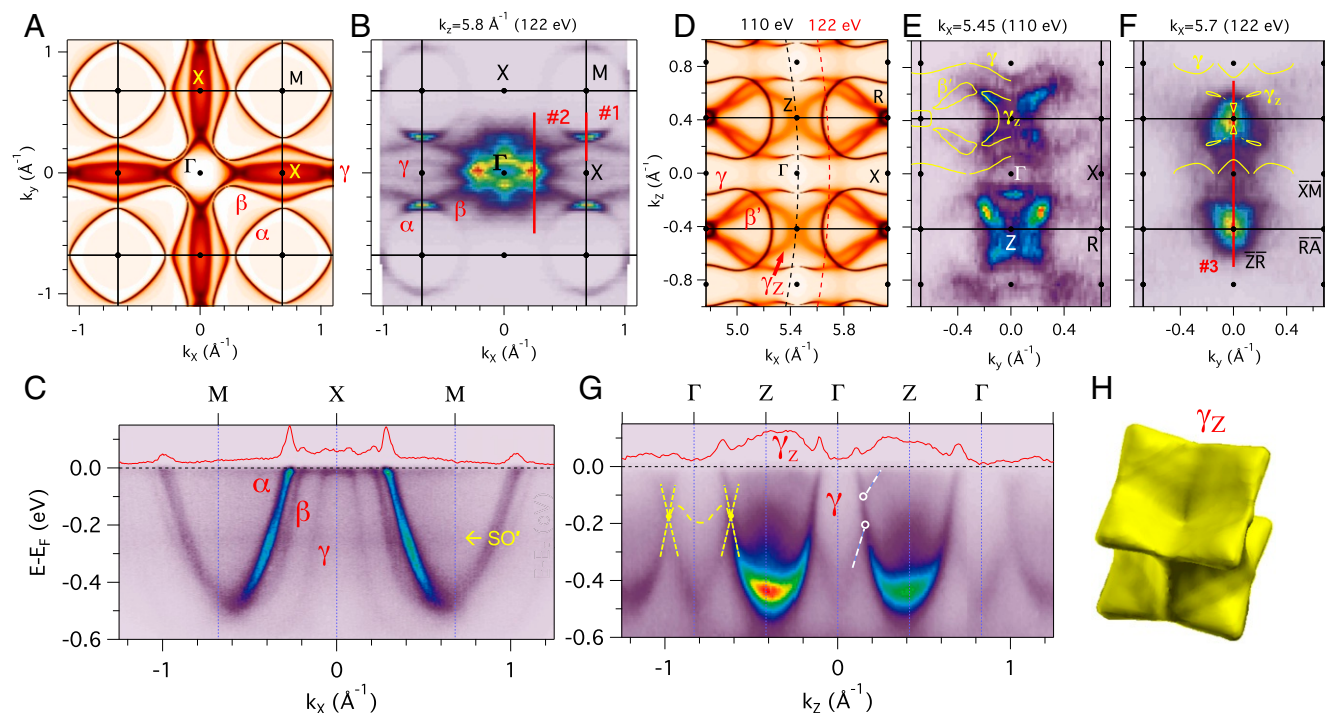 A
1
0
-1
k_y (Å⁻¹)
X
M
Γ
X
γ
β
α
-1
0
1
k_X (Å⁻¹)
B
k_z=5.8 Å⁻¹ (122 eV)
X
M
#2
#1
γ
Γ
X
α
β
-1
0
1
k_X (Å⁻¹)
D
110 eV
122 eV
0.8
0.4
0.0
-0.4
-0.8
k_z (Å⁻¹)
Z
R
Γ
γ
X
β'
γ_Z
5.0
5.4
5.8
k_X (Å⁻¹)
E
k_X=5.45 (110 eV)
γ
β'
γ_z
Γ
X
Z
R
-0.4
0.0
0.4
k_y (Å⁻¹)
F
k_X=5.7 (122 eV)
γ
γ_z
X̅M̅
R̅A̅
Z̅R̅
#3
-0.4
0.0
0.4
k_y (Å⁻¹)
C
M
X
M
0.0
-0.2
-0.4
-0.6
E-E_F (eV)
α
β
γ
← SO'
-1
0
1
k_X (Å⁻¹)
G
Γ
Z
Γ
Z
Γ
0.0
-0.2
-0.4
-0.6
γ_Z
γ
-1
0
1
k_Z (Å⁻¹)
H
γ_Z